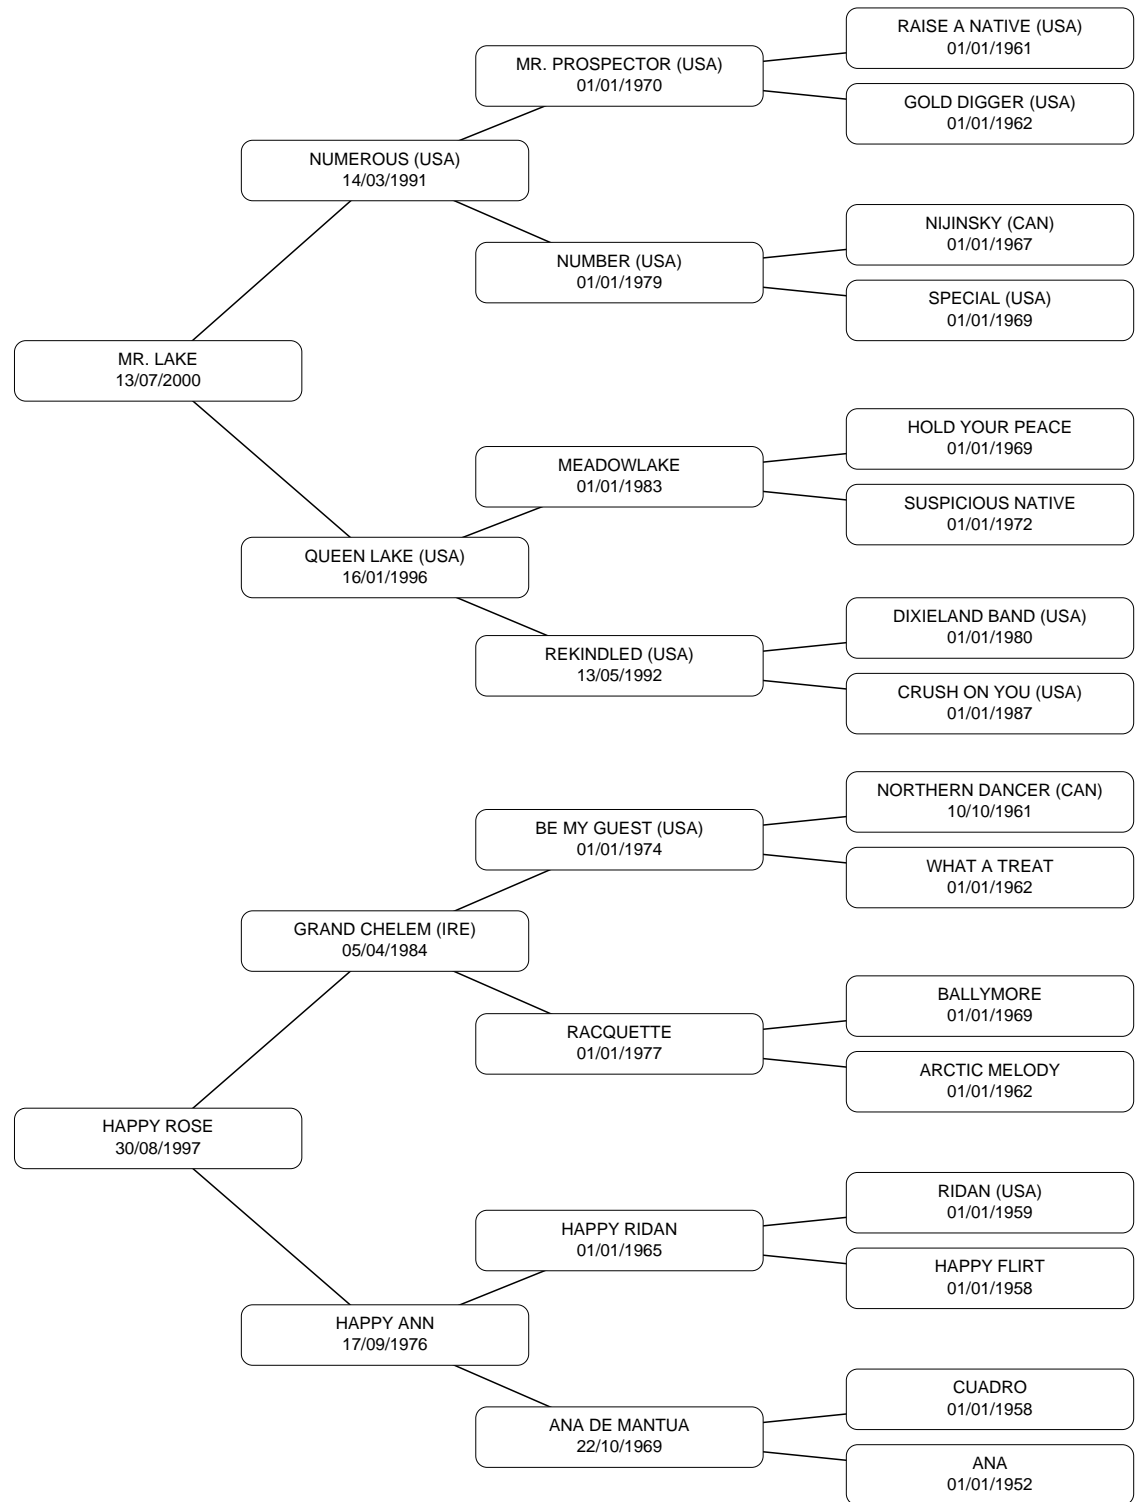 RAISE A NATIVE (USA)
01/01/1961
MR. PROSPECTOR (USA)
01/01/1970
GOLD DIGGER (USA)
01/01/1962
NUMEROUS (USA)
14/03/1991
NIJINSKY (CAN)
01/01/1967
NUMBER (USA)
01/01/1979
SPECIAL (USA)
01/01/1969
MR. LAKE
13/07/2000
HOLD YOUR PEACE
01/01/1969
MEADOWLAKE
01/01/1983
SUSPICIOUS NATIVE
01/01/1972
QUEEN LAKE (USA)
16/01/1996
DIXIELAND BAND (USA)
01/01/1980
REKINDLED (USA)
13/05/1992
CRUSH ON YOU (USA)
01/01/1987
NORTHERN DANCER (CAN)
10/10/1961
BE MY GUEST (USA)
01/01/1974
WHAT A TREAT
01/01/1962
GRAND CHELEM (IRE)
05/04/1984
BALLYMORE
01/01/1969
RACQUETTE
01/01/1977
ARCTIC MELODY
01/01/1962
HAPPY ROSE
30/08/1997
RIDAN (USA)
01/01/1959
HAPPY RIDAN
01/01/1965
HAPPY FLIRT
01/01/1958
HAPPY ANN
17/09/1976
CUADRO
01/01/1958
ANA DE MANTUA
22/10/1969
ANA
01/01/1952